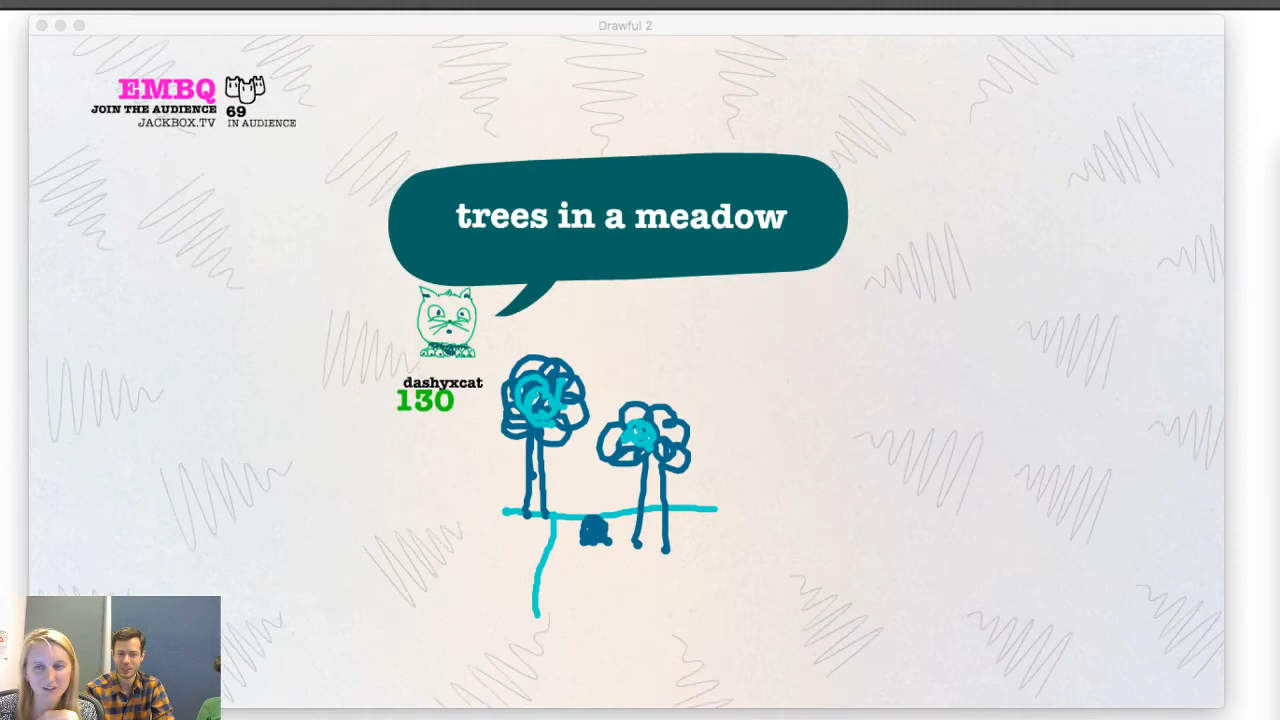 Drawful 2
EMBQ
JOIN THE AUDIENCE
JACKBOX.TV
69
IN AUDIENCE
trees in a meadow
dashyxcat
130